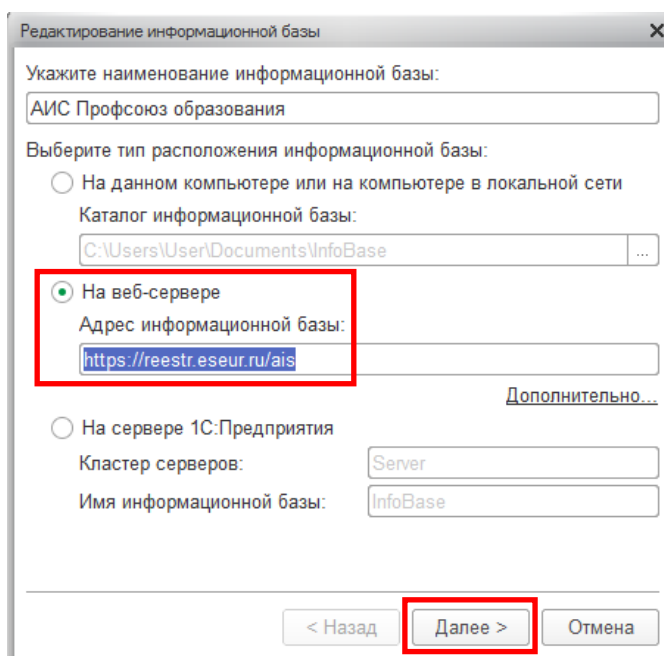 Редактирование информационной базы
Укажите наименование информационной базы:
АИС Профсоюз образования
Выберите тип расположения информационной базы:
На данном компьютере или на компьютере в локальной сети
Каталог информационной базы:
C:\Users\User\Documents\InfoBase ...
На веб-сервере
Адрес информационной базы:
https://reestr.eseur.ru/ais
Дополнительно...
На сервере 1С:Предприятия
Кластер серверов: Server
Имя информационной базы: InfoBase
< Назад Далее > Отмена